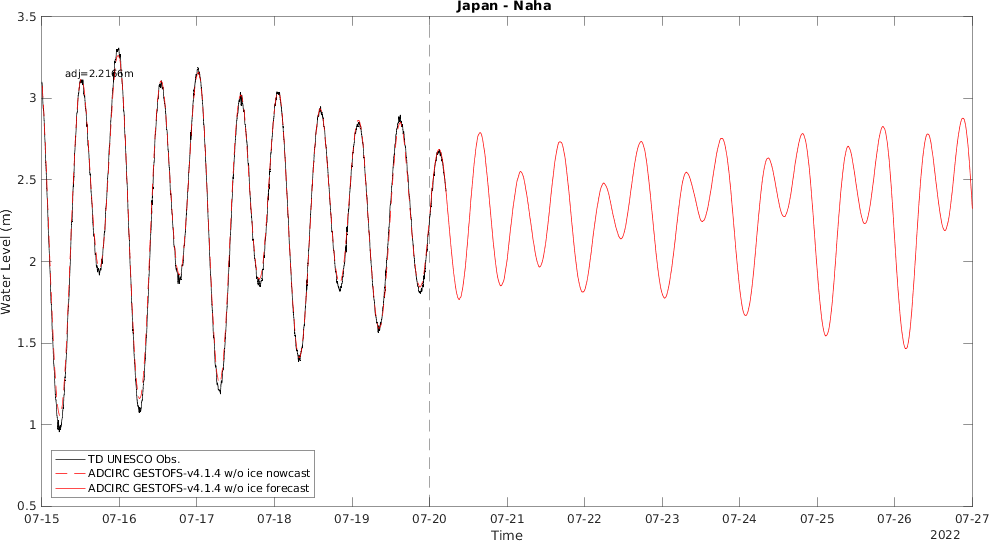 Japan - Naha
3.5
3
2.5
2
1.5
1
0.5
Water Level (m)
adj=2.2166m
TD UNESCO Obs.
ADCIRC GESTOFS-v4.1.4 w/o ice nowcast
ADCIRC GESTOFS-v4.1.4 w/o ice forecast
07-15 07-16 07-17 07-18 07-19 07-20 07-21 07-22 07-23 07-24 07-25 07-26 07-27
Time
2022